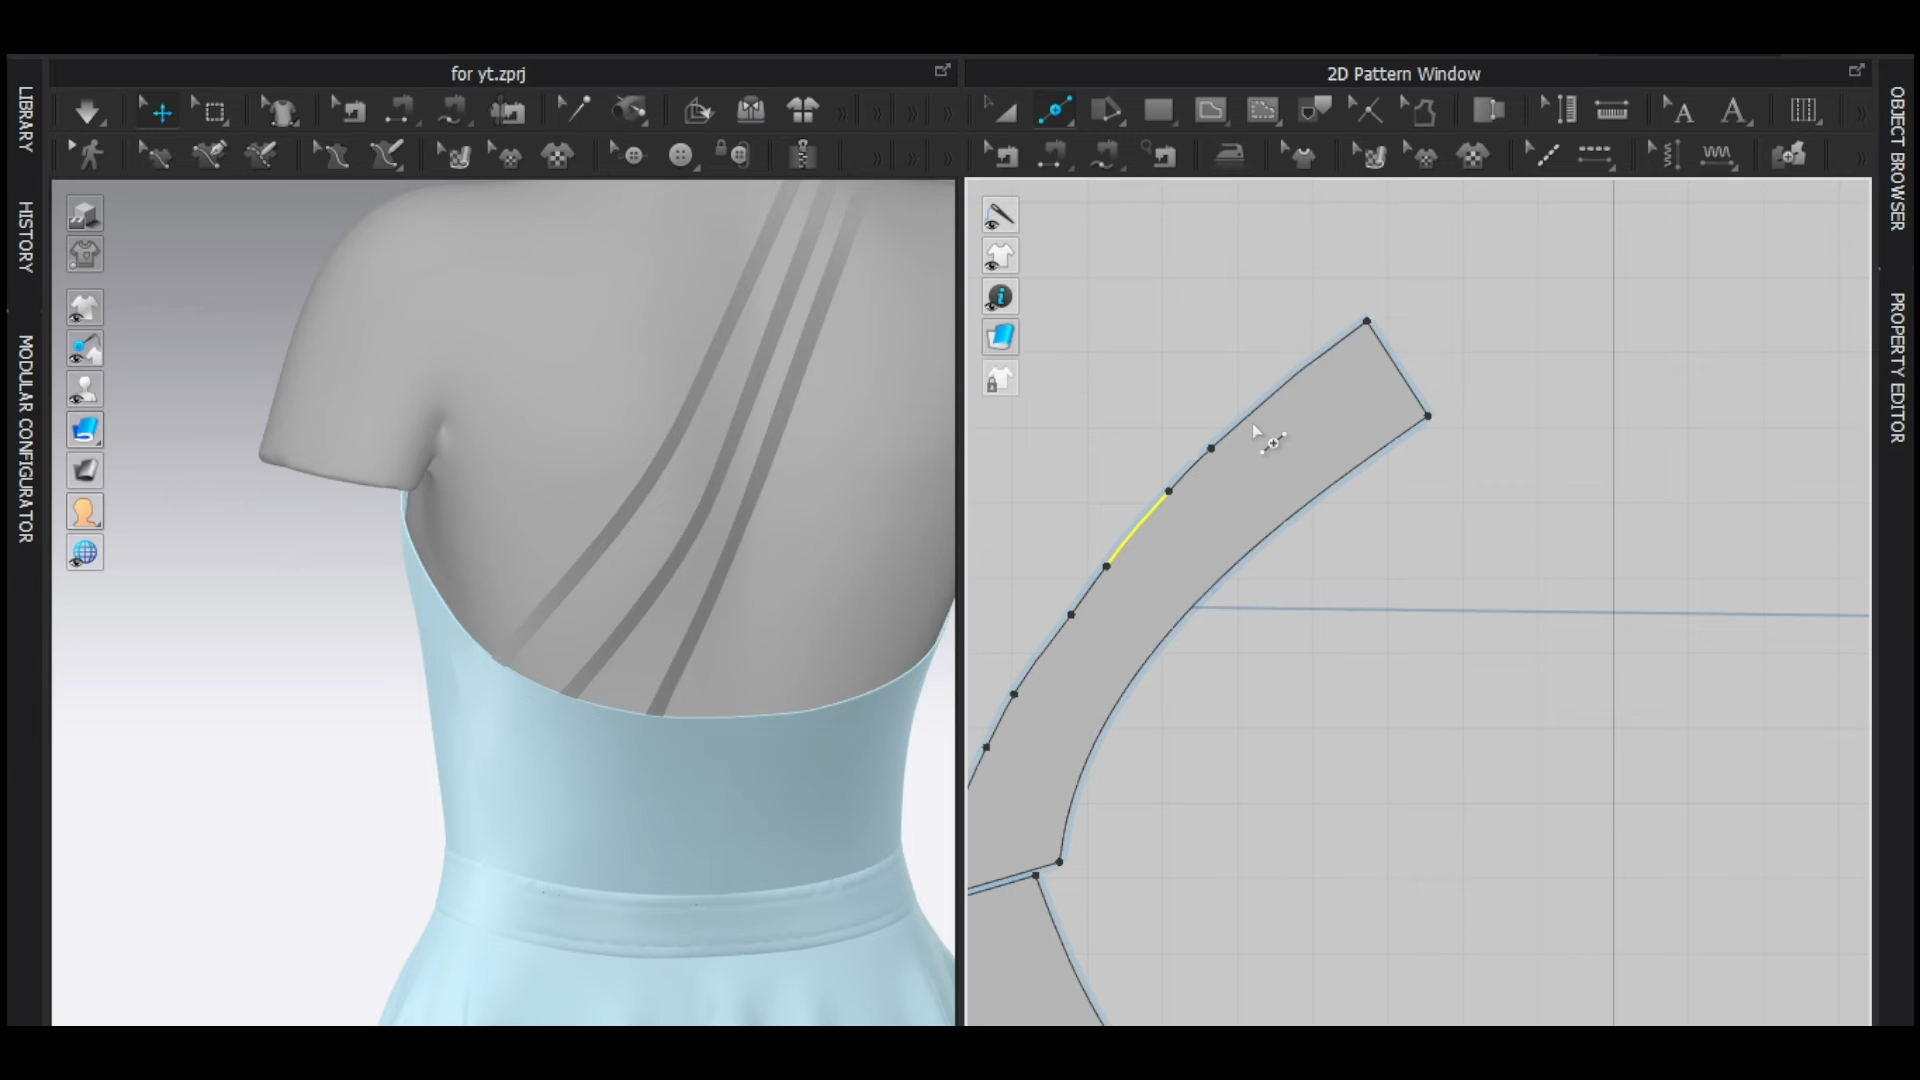 for yt.zprj
2D Pattern Window
LIBRARY
HISTORY
MODULAR CONFIGURATOR
OBJECT BROWSER
PROPERTY EDITOR